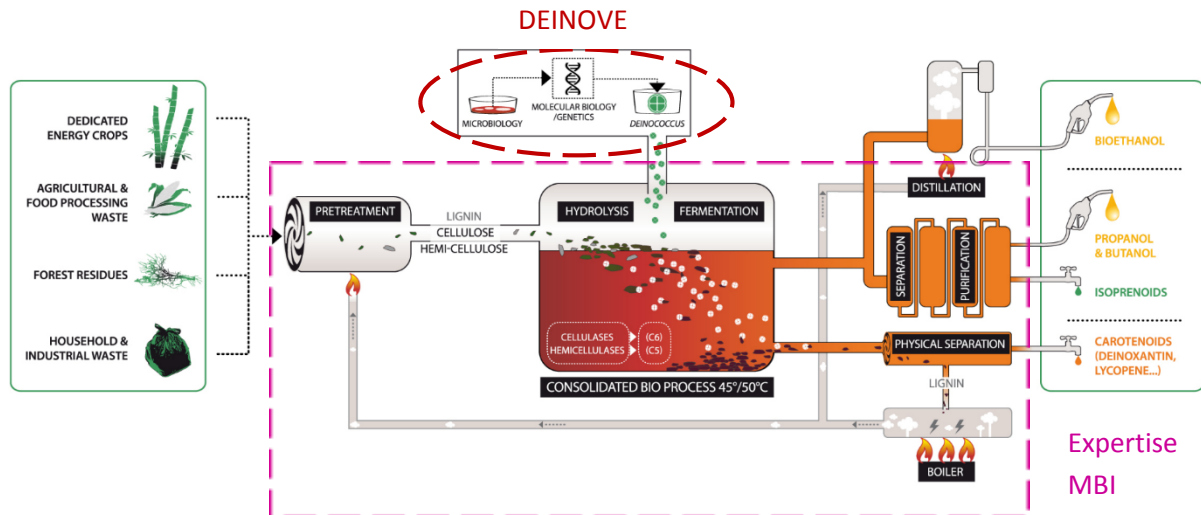 DEINOVE
MICROBIOLOGY
MOLECULAR BIOLOGY
/GENETICS
DEINOCOCCUS
DEDICATED
ENERGY CROPS
AGRICULTURAL &
FOOD PROCESSING
WASTE
FOREST RESIDUES
HOUSEHOLD &
INDUSTRIAL WASTE
PRETREATMENT
LIGNIN
CELLULOSE
HEMI-CELLULOSE
HYDROLYSIS
FERMENTATION
CELLULASES
(C6)
HEMICELLULASES
(C5)
CONSOLIDATED BIO PROCESS 45°/50°C
DISTILLATION
SEPARATION
PURIFICATION
PHYSICAL SEPARATION
LIGNIN
BOILER
BIOETHANOL
PROPANOL
& BUTANOL
ISOPRENOIDS
CAROTENOIDS
(DEINOXANTIN,
LYCOPENE...)
Expertise
MBI